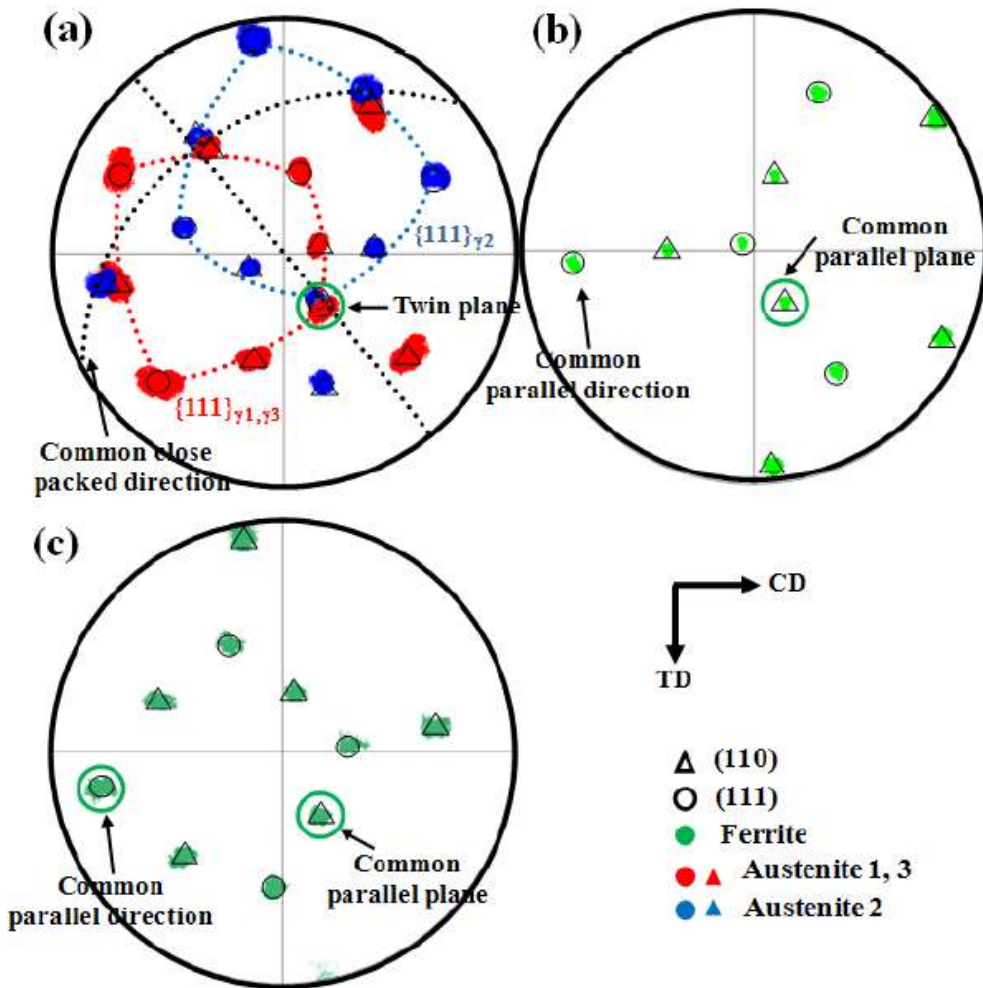 (a)
{111}γ2
Twin plane
{111}γ1,γ3
Common close
packed direction
(b)
Common
parallel plane
Common
parallel direction
(c)
Common
parallel direction
Common
parallel plane
CD
TD
(110)
(111)
Ferrite
Austenite 1, 3
Austenite 2